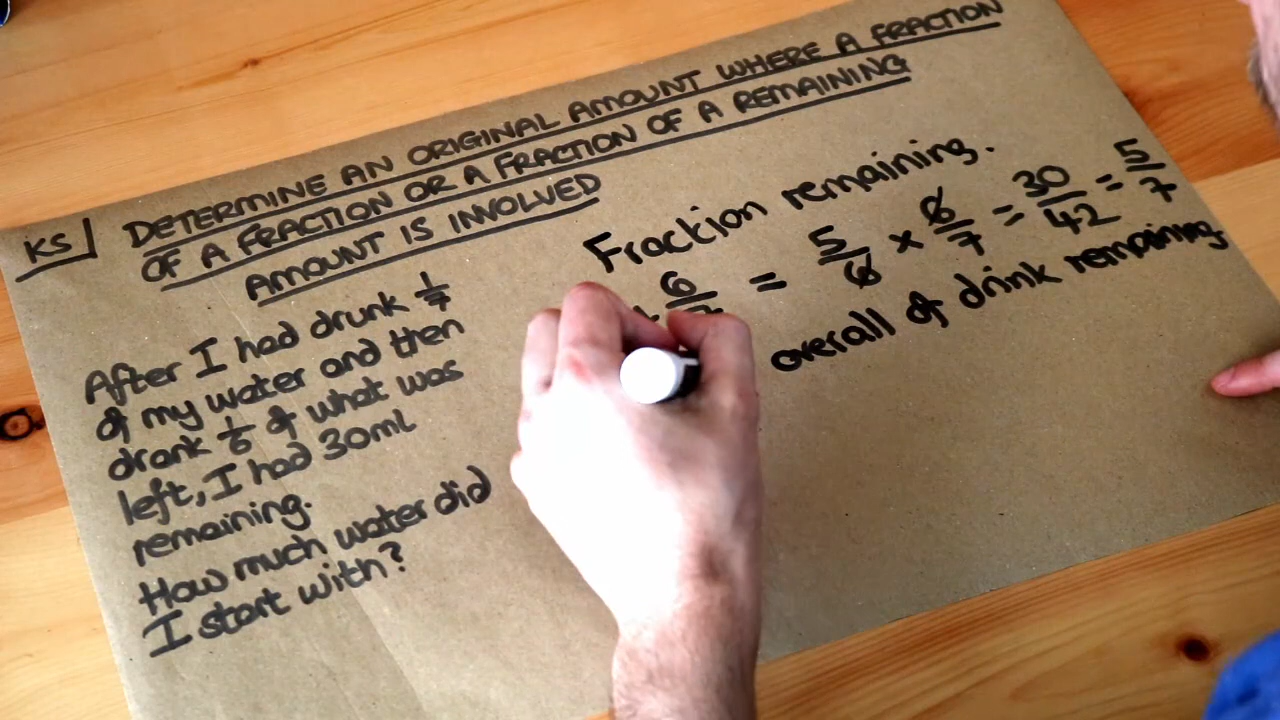 KS
DETERMINE AN ORIGINAL AMOUNT WHERE A FRACTION
OF A FRACTION OR A FRACTION OF A REMAINING
AMOUNT IS INVOLVED
After I had drunk 1/7
of my water and then
drank 1/6 of what was
left, I had 30ml
remaining.
How much water did
I start with?
Fraction remaining.
6/7 = 5/6 × 6/7 = 30/42 = 5/7
overall of drink remaining